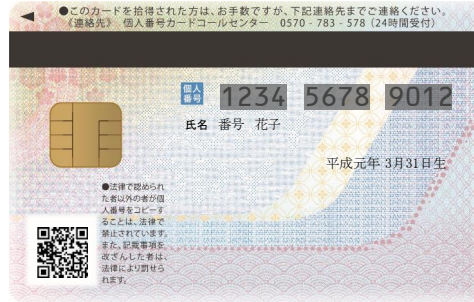 ●このカードを拾得された方は、お手数ですが、下記連絡先までご連絡ください。
《連絡先》 個人番号カードコールセンター 0570-783-578(24時間受付)
個人
番号 1234 5678 9012
氏名 番号 花子
平成元年3月31日生
●法律で認められ
た者以外の者が個
人番号をコピーす
ることは、法律で
禁止されています。
また、記載事項を
改ざんした者は、
法律により罰せら
れます。